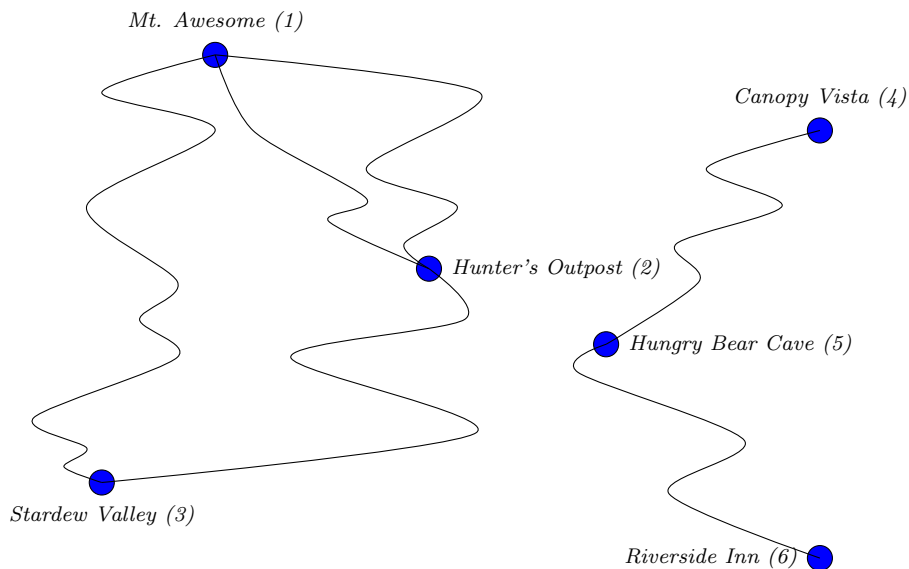 Mt. Awesome (1)
Canopy Vista (4)
Hunter's Outpost (2)
Hungry Bear Cave (5)
Stardew Valley (3)
Riverside Inn (6)